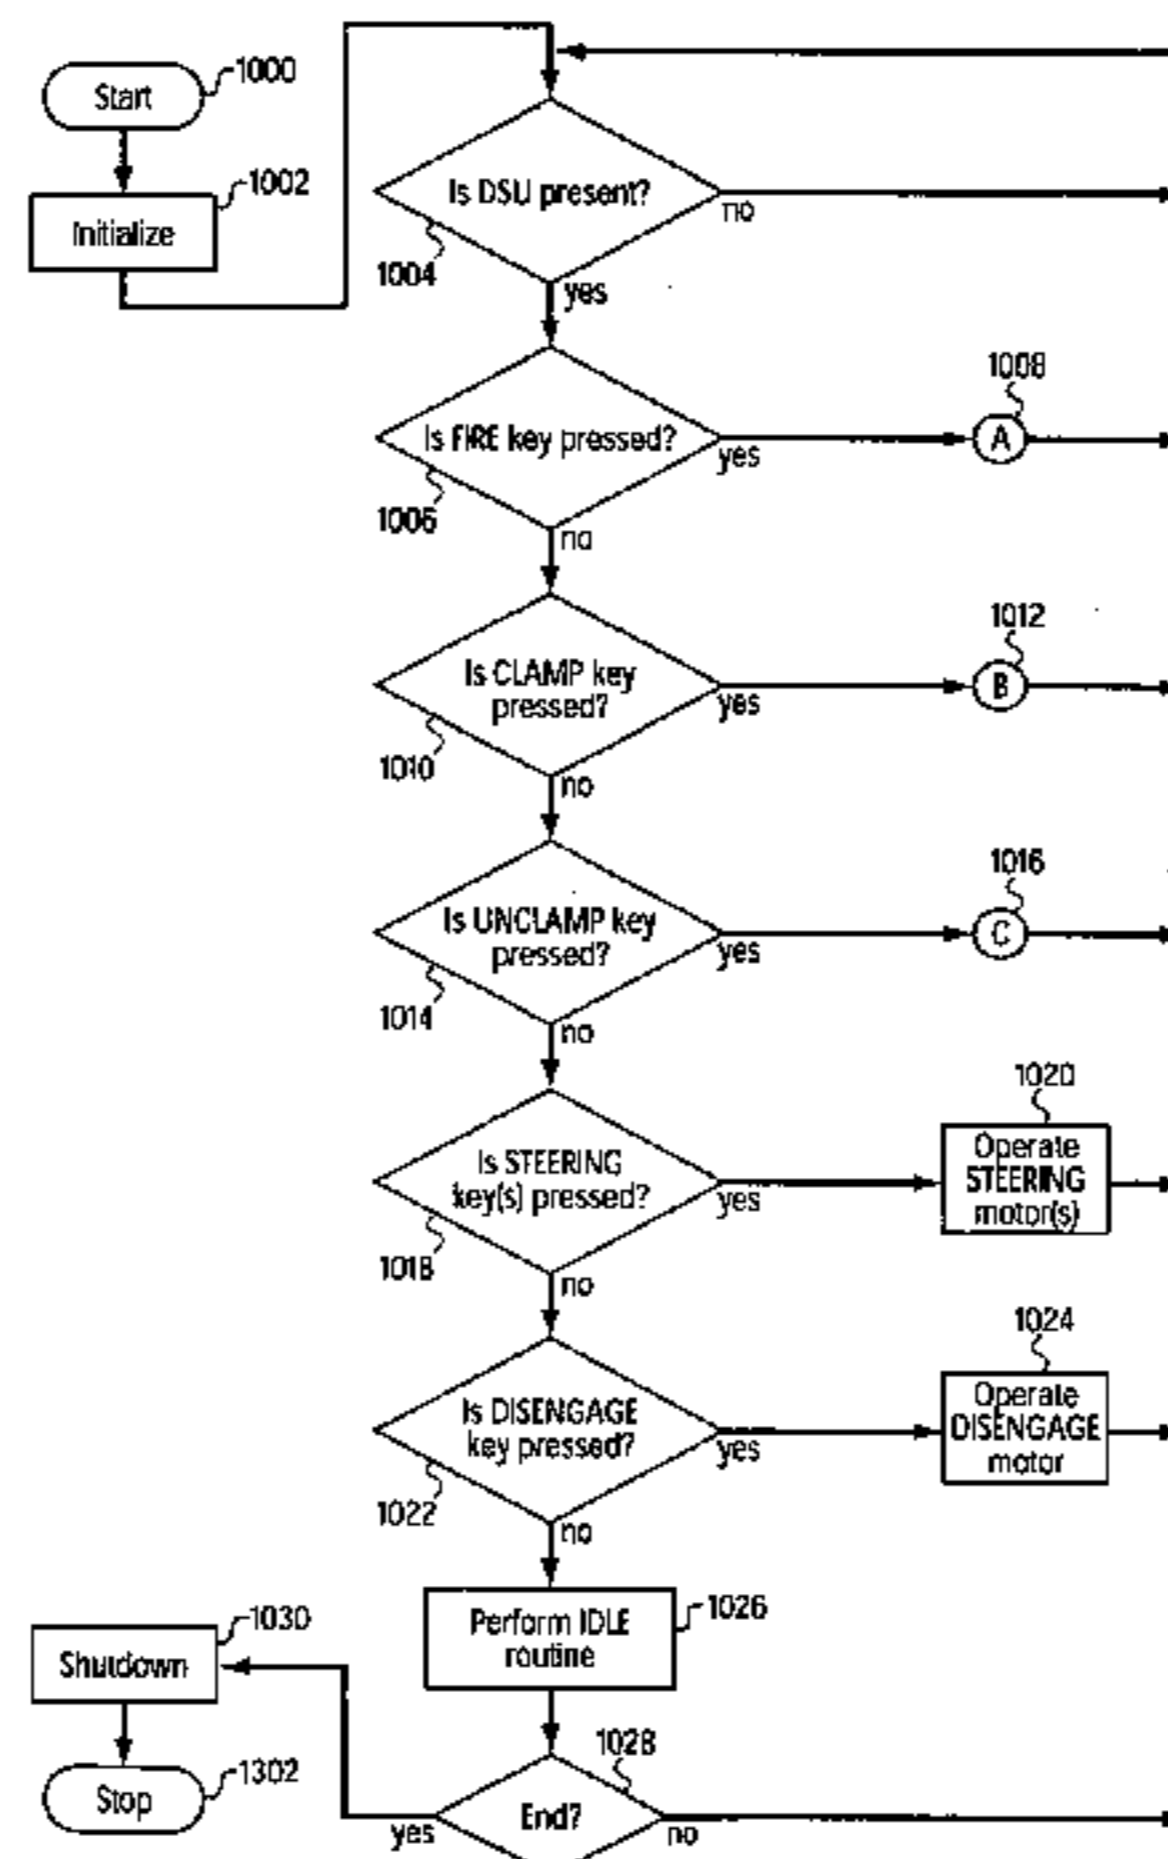 Start
1000
Initialize
1002
Is DSU present?
no
1004
yes
Is FIRE key pressed?
yes
1006
no
1008
A
Is CLAMP key
pressed?
yes
1010
no
1012
B
Is UNCLAMP key
pressed?
yes
1014
no
1016
C
Is STEERING
key(s) pressed?
yes
1018
no
1020
Operate
STEERING
motor(s)
Is DISENGAGE
key pressed?
yes
1022
no
1024
Operate
DISENGAGE
motor
Perform IDLE
routine
1026
1028
End?
yes
no
1030
Shutdown
1302
Stop